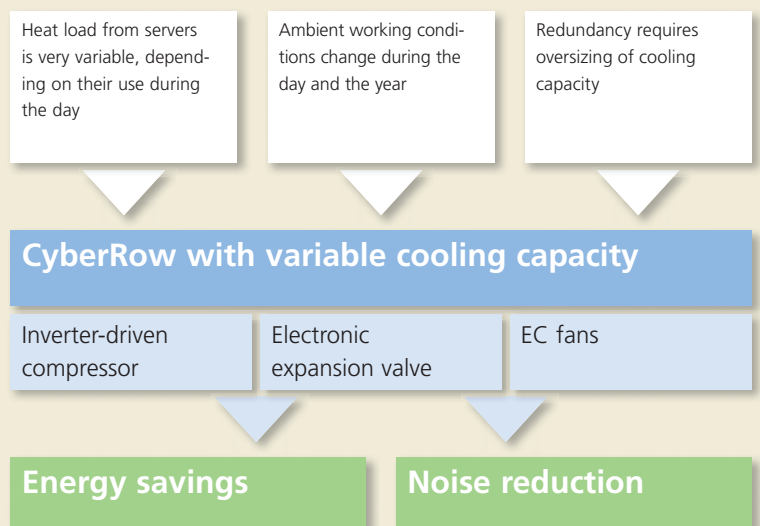 Heat load from servers
is very variable, depend-
ing on their use during
the day
Ambient working condi-
tions change during the
day and the year
Redundancy requires
oversizing of cooling
capacity
CyberRow with variable cooling capacity
Inverter-driven
compressor
Electronic
expansion valve
EC fans
Energy savings
Noise reduction